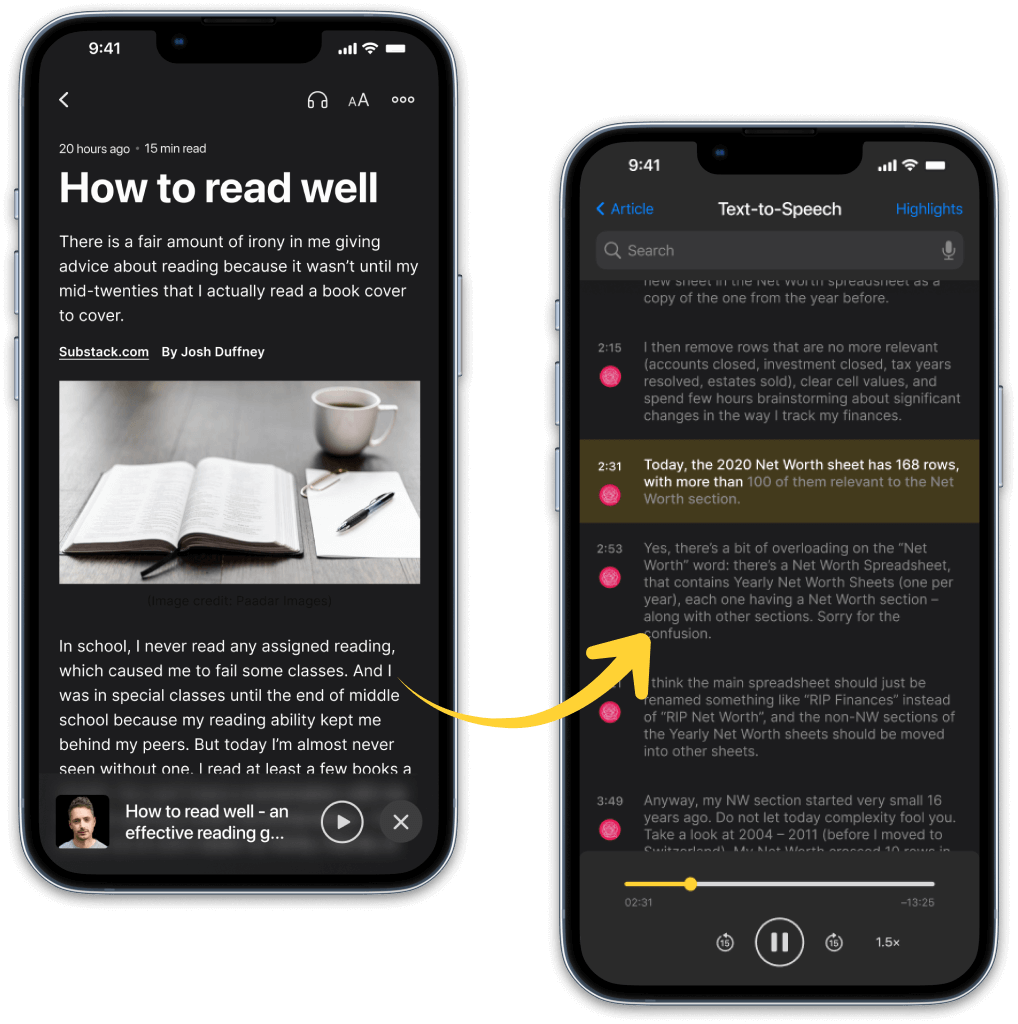 9:41
20 hours ago • 15 min read
How to read well
There is a fair amount of irony in me giving
advice about reading because it wasn’t until my
mid-twenties that I actually read a book cover
to cover.
Substack.com By Josh Duffney
(Image credit: Paadar Images)
In school, I never read any assigned reading,
which caused me to fail some classes. And I
was in special classes until the end of middle
school because my reading ability kept me
behind my peers. But today I’m almost never
seen without one. I read at least a few books a
How to read well - an
effective reading g...
9:41
Article Text-to-Speech Highlights
Search
new sheet in the Net Worth spreadsheet as a
copy of the one from the year before.
2:15 I then remove rows that are no more relevant
(accounts closed, investment closed, tax years
resolved, estates sold), clear cell values, and
spend few hours brainstorming about significant
changes in the way I track my finances.
2:31 Today, the 2020 Net Worth sheet has 168 rows,
with more than 100 of them relevant to the Net
Worth section.
2:53 Yes, there’s a bit of overloading on the “Net
Worth” word: there’s a Net Worth Spreadsheet,
that contains Yearly Net Worth Sheets (one per
year), each one having a Net Worth section –
along with other sections. Sorry for the
confusion.
I think the main spreadsheet should just be
renamed something like “RIP Finances” instead
of “RIP Net Worth”, and the non-NW sections of
the Yearly Net Worth sheets should be moved
into other sheets.
3:49 Anyway, my NW section started very small 16
years ago. Do not let today complexity fool you.
Take a look at 2004 – 2011 (before I moved to
Switzerland). My Net Worth crossed 10 rows in
02:31 –13:25
15 15 1.5×